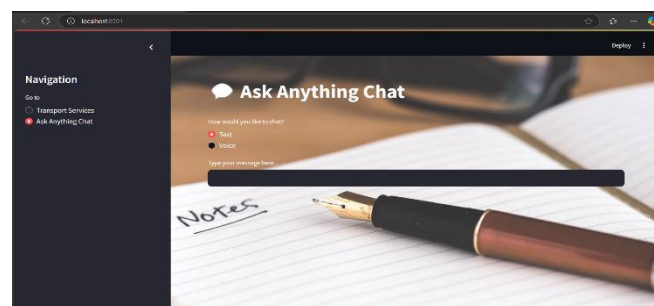 localhost:8501
Deploy
Navigation
Go to
Transport Services
Ask Anything Chat
Ask Anything Chat
How would you like to chat?
Text
Voice
Type your message here...
Notes